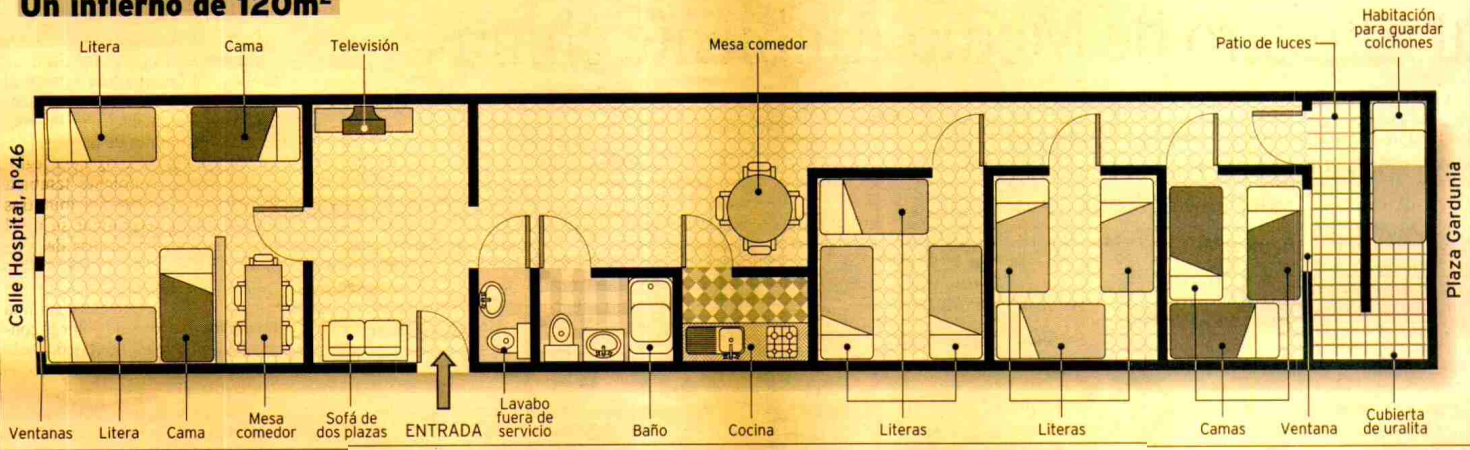 Un infierno de 120m²
Litera
Cama
Televisión
Mesa comedor
Patio de luces
Habitación
para guardar
colchones
Calle Hospital, nº46
Plaza Gardunia
Ventanas
Litera
Cama
Mesa
comedor
Sofá de
dos plazas
ENTRADA
Lavabo
fuera de
servicio
Baño
Cocina
Literas
Literas
Camas
Ventana
Cubierta
de uralita